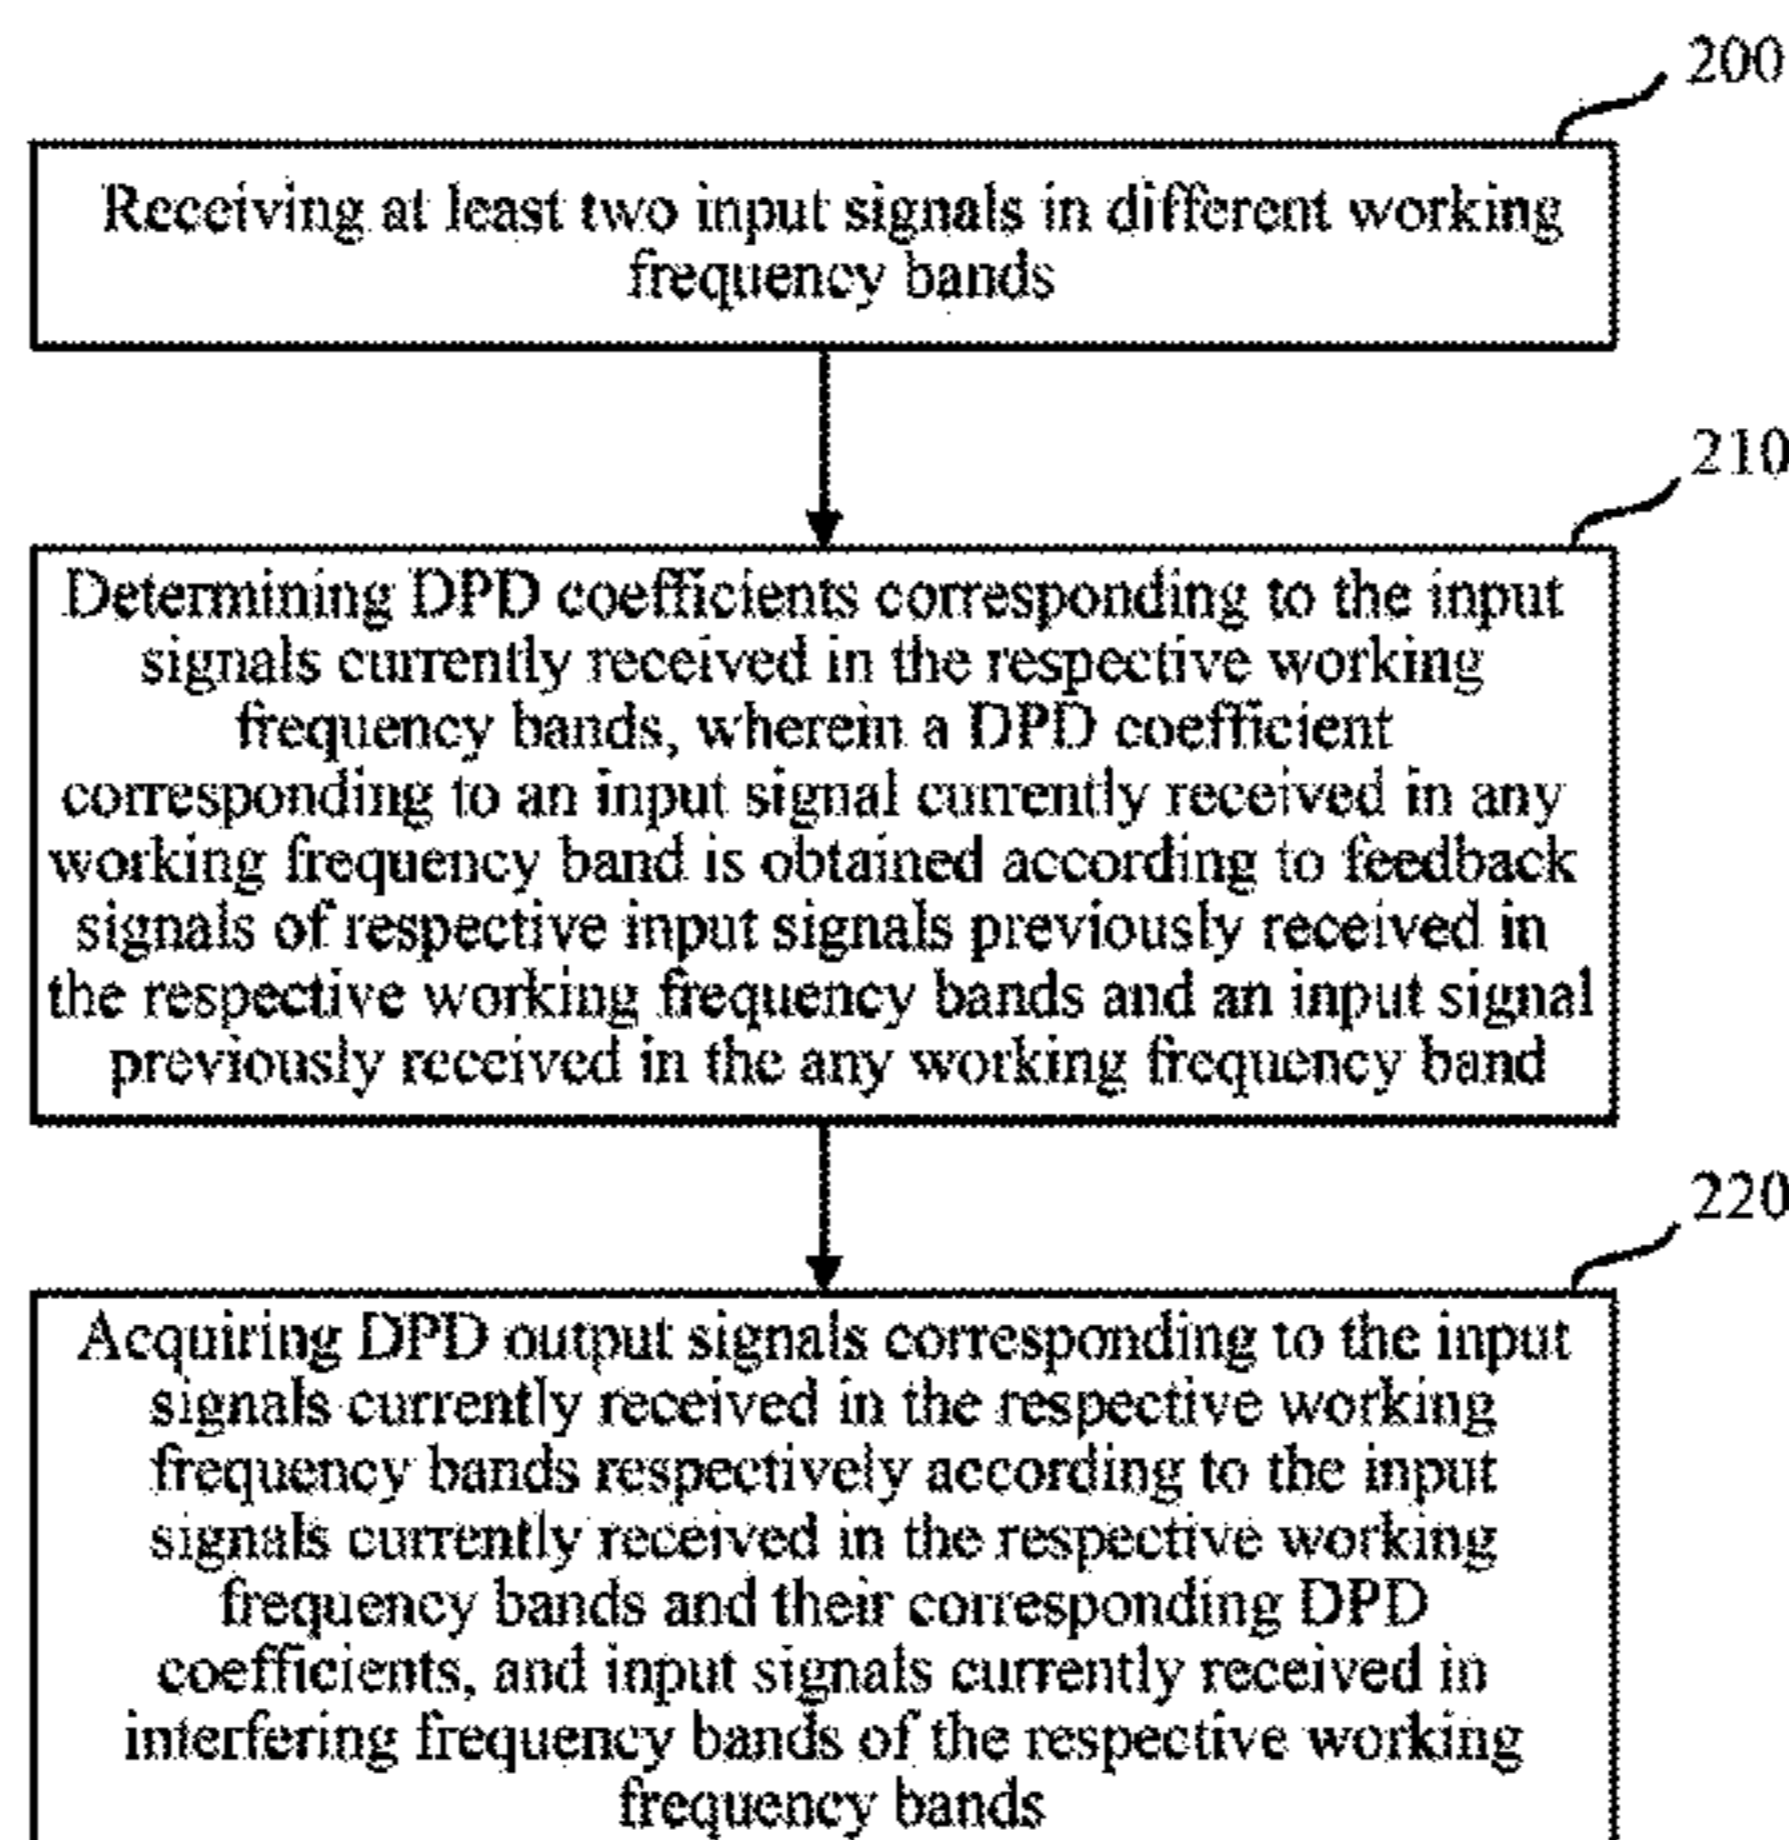 200
Receiving at least two input signals in different working
frequency bands
210
Determining DPD coefficients corresponding to the input
signals currently received in the respective working
frequency bands, wherein a DPD coefficient
corresponding to an input signal currently received in any
working frequency band is obtained according to feedback
signals of respective input signals previously received in
the respective working frequency bands and an input signal
previously received in the any working frequency band
220
Acquiring DPD output signals corresponding to the input
signals currently received in the respective working
frequency bands respectively according to the input
signals currently received in the respective working
frequency bands and their corresponding DPD
coefficients, and input signals currently received in
interfering frequency bands of the respective working
frequency bands